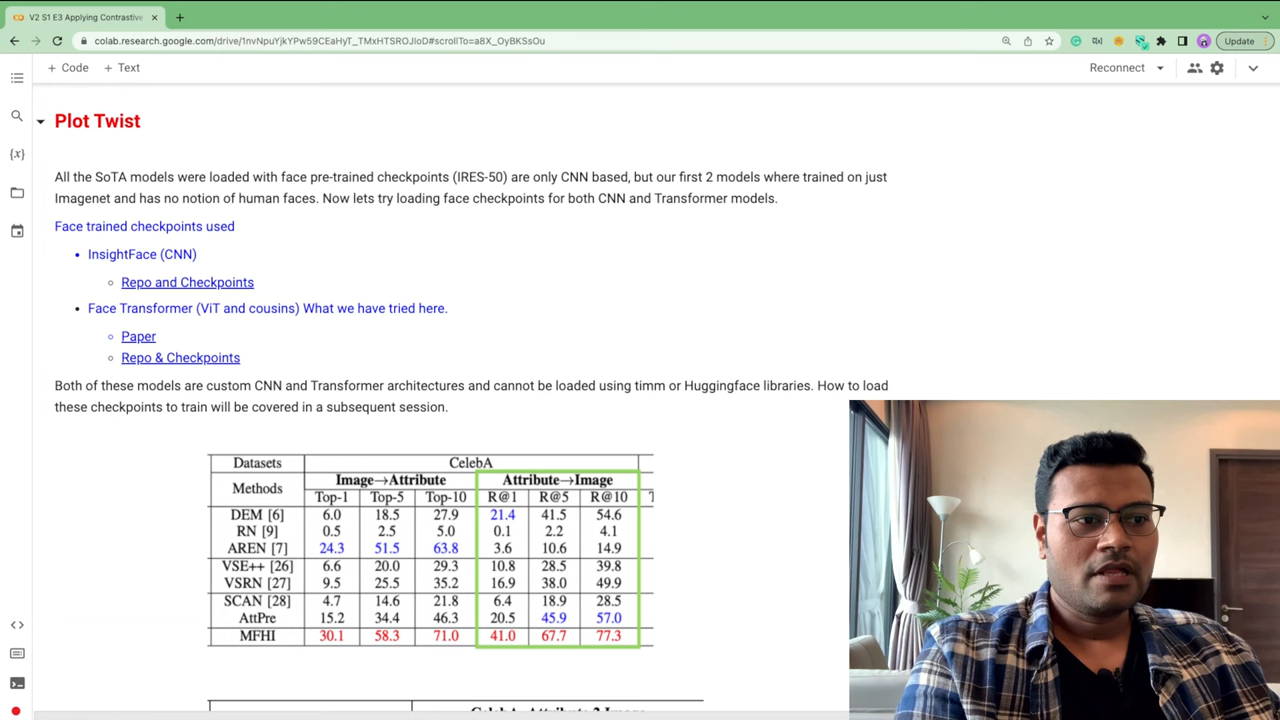 V2 S1 E3 Applying Contrastive
colab.research.google.com/drive/1nvNpuYjkYPw59CEaHyT_TMxHTSROJIoD#scrollTo=a8X_OyBKSsOu
Update
+ Code + Text
Reconnect
Plot Twist
All the SoTA models were loaded with face pre-trained checkpoints (IRES-50) are only CNN based, but our first 2 models where trained on just
Imagenet and has no notion of human faces. Now lets try loading face checkpoints for both CNN and Transformer models.
Face trained checkpoints used
InsightFace (CNN)
Repo and Checkpoints
Face Transformer (ViT and cousins) What we have tried here.
Paper
Repo & Checkpoints
Both of these models are custom CNN and Transformer architectures and cannot be loaded using timm or Huggingface libraries. How to load
these checkpoints to train will be covered in a subsequent session.
Datasets CelebA
Methods Image→Attribute Attribute→Image
Top-1 Top-5 Top-10 R@1 R@5 R@10
DEM [6] 6.0 18.5 27.9 21.4 41.5 54.6
RN [9] 0.5 2.5 5.0 0.1 2.2 4.1
AREN [7] 24.3 51.5 63.8 3.6 10.6 14.9
VSE++ [26] 6.6 20.0 29.3 10.8 28.5 39.8
VSRN [27] 9.5 25.5 35.2 16.9 38.0 49.9
SCAN [28] 4.7 14.6 21.8 6.4 18.9 28.5
AttPre 15.2 34.4 46.3 20.5 45.9 57.0
MFHI 30.1 58.3 71.0 41.0 67.7 77.3